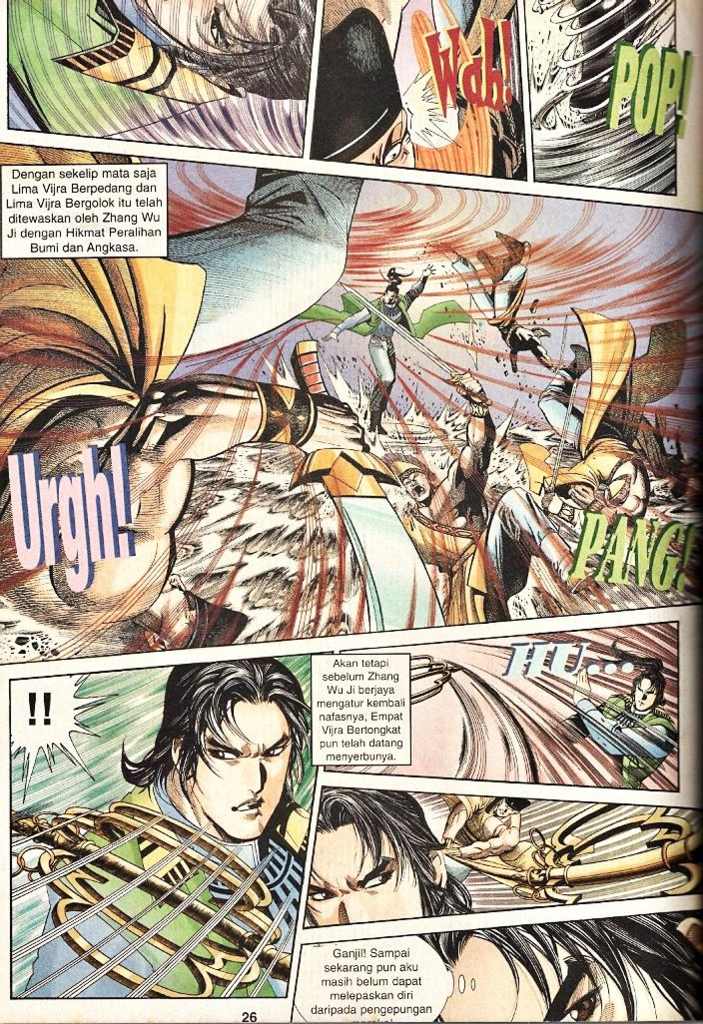 Wah!
POP!
Dengan sekelip mata saja
Lima Vijra Berpedang dan
Lima Vijra Bergolok itu telah
ditewaskan oleh Zhang Wu
Ji dengan Hikmat Peralihan
Bumi dan Angkasa.
Urgh!
PANG!
Akan tetapi
sebelum Zhang
Wu Ji berjaya
mengatur kembali
nafasnya, Empat
Vijra Bertongkat
pun telah datang
menyerbunya.
HU...
!!
Ganjil! Sampai
sekarang pun aku
masih belum dapat
melepaskan diri
daripada pengepungan
26